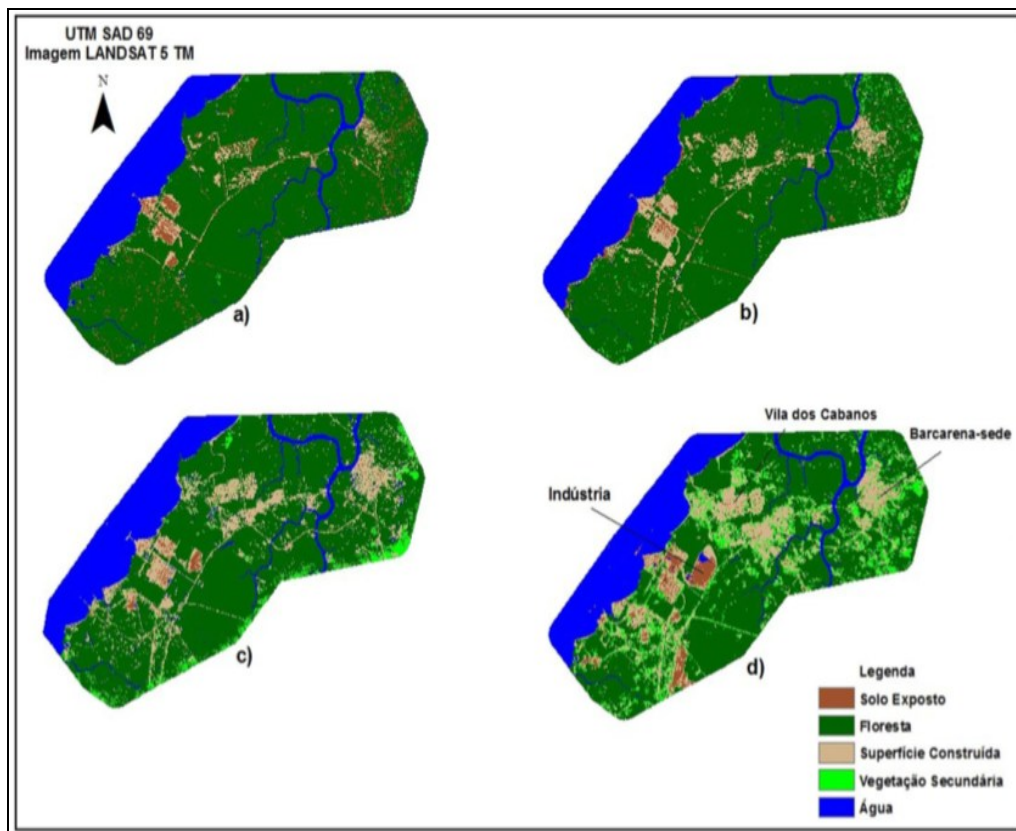 UTM SAD 69
Imagem LANDSAT 5 TM
N
a)
b)
c)
Vila dos Cabanos
Barcarena-sede
Indústria
d)
Legenda
Solo Exposto
Floresta
Superfície Construída
Vegetação Secundária
Água